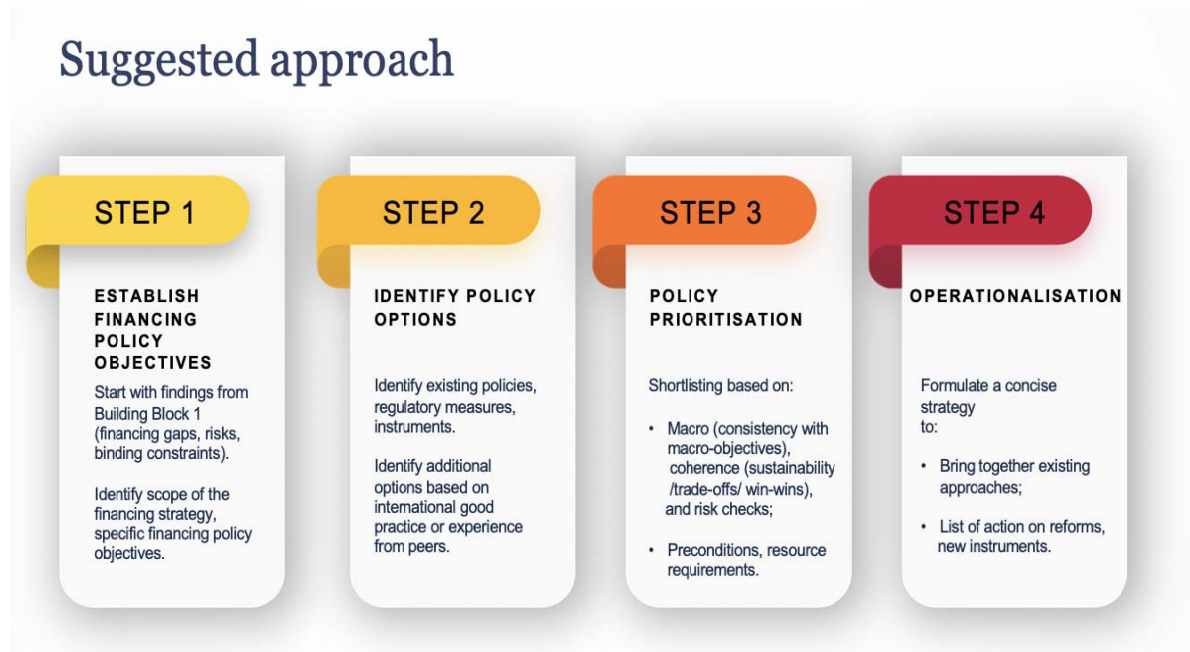 Suggested approach
STEP 1
ESTABLISH
FINANCING
POLICY
OBJECTIVES
Start with findings from
Building Block 1
(financing gaps, risks,
binding constraints).
Identify scope of the
financing strategy,
specific financing policy
objectives.
STEP 2
IDENTIFY POLICY
OPTIONS
Identify existing policies,
regulatory measures,
instruments.
Identify additional
options based on
international good
practice or experience
from peers.
STEP 3
POLICY
PRIORITISATION
Shortlisting based on:
• Macro (consistency with
macro-objectives),
coherence (sustainability
/trade-offs/ win-wins),
and risk checks;
• Preconditions, resource
requirements.
STEP 4
OPERATIONALISATION
Formulate a concise
strategy
to:
• Bring together existing
approaches;
• List of action on reforms,
new instruments.